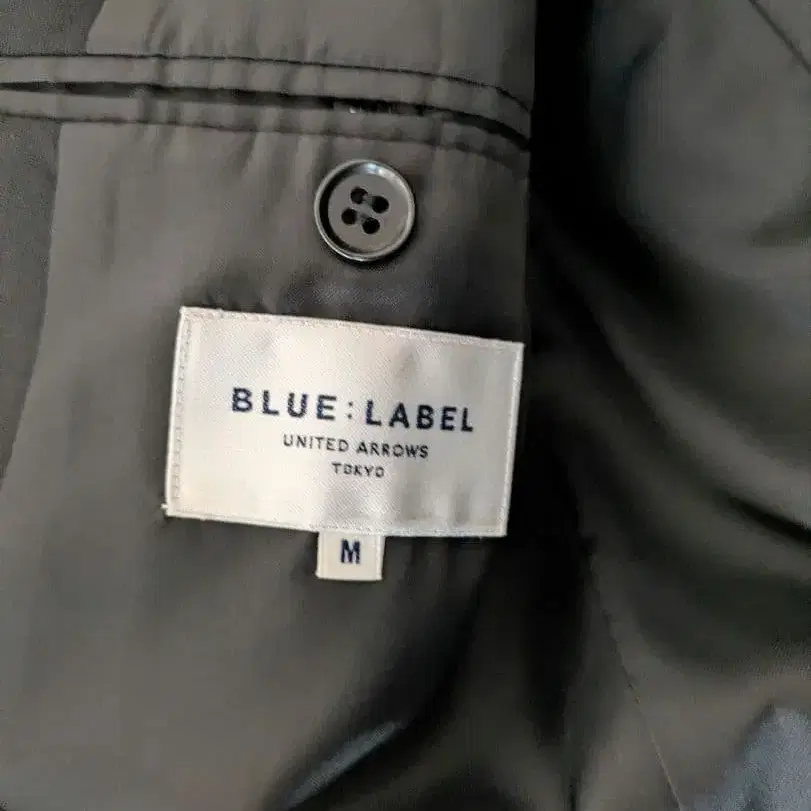 BLUE : LABEL
UNITED ARROWS
TOKYO
M